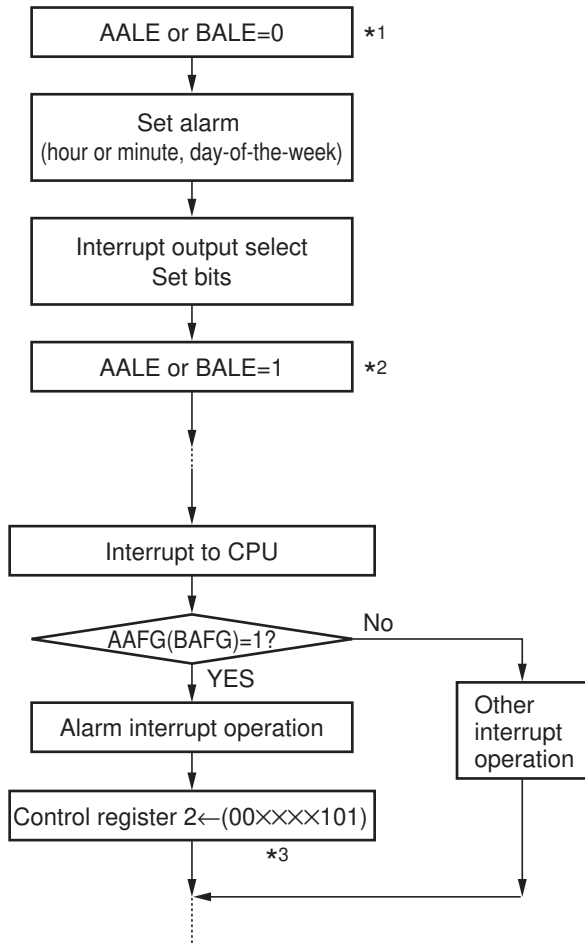 AALE or BALE=0
*1
Set alarm
(hour or minute, day-of-the-week)
Interrupt output select
Set bits
AALE or BALE=1
*2
Interrupt to CPU
AAFG(BAFG)=1?
No
YES
Alarm interrupt operation
Other
interrupt
operation
Control register 2←(00××××101)
*3